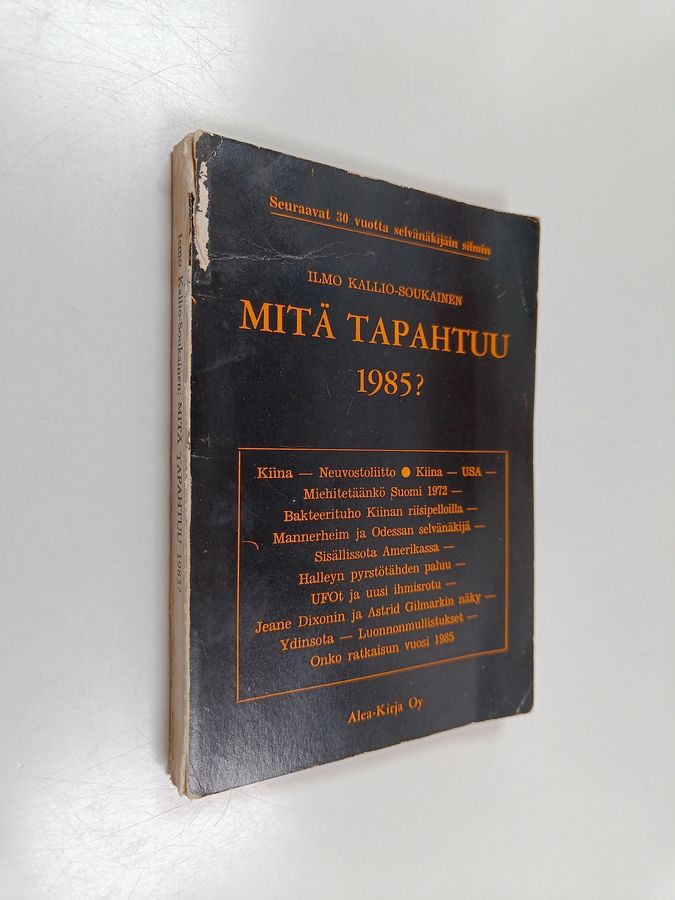 Seuraavat 30 vuotta selvänäkijäin silmin
ILMO KALLIO-SOUKAINEN
MITÄ TAPAHTUU
1985?
Kiina — Neuvostoliitto ● Kiina — USA —
Miehitetäänkö Suomi 1972 —
Bakteerituho Kiinan riisipelloilla —
Mannerheim ja Odessan selvänäkijä —
Sisällissota Amerikassa —
Halleyn pyrstötähden paluu —
UFOt ja uusi ihmisrotu —
Jeane Dixonin ja Astrid Gilmarkin näky —
Ydinsota — Luonnonmullistukset —
Onko ratkaisun vuosi 1985
Alea-Kirja Oy
Ismo Kallio-Soukainen: MITÄ TAPAHTUU 1985?